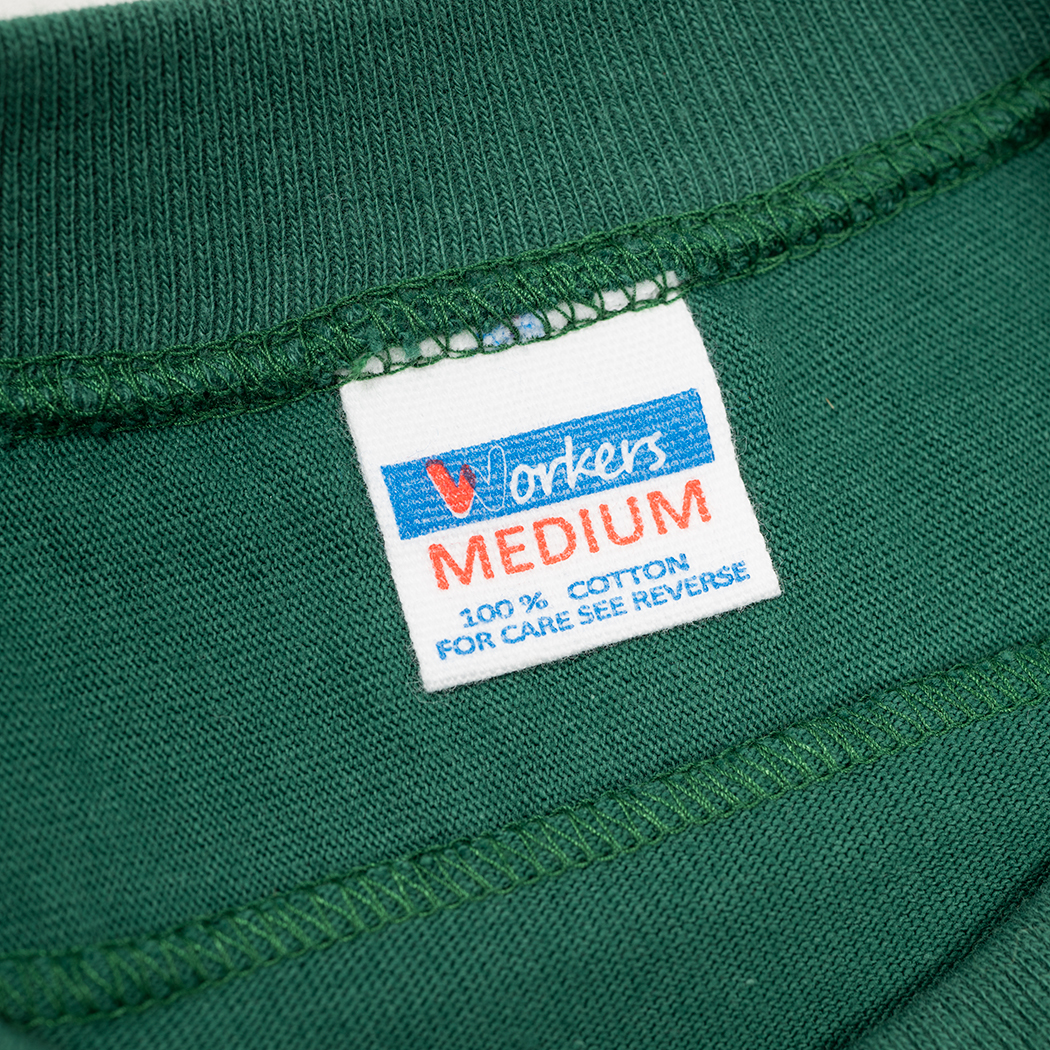 Workers
MEDIUM
100% COTTON
FOR CARE SEE REVERSE